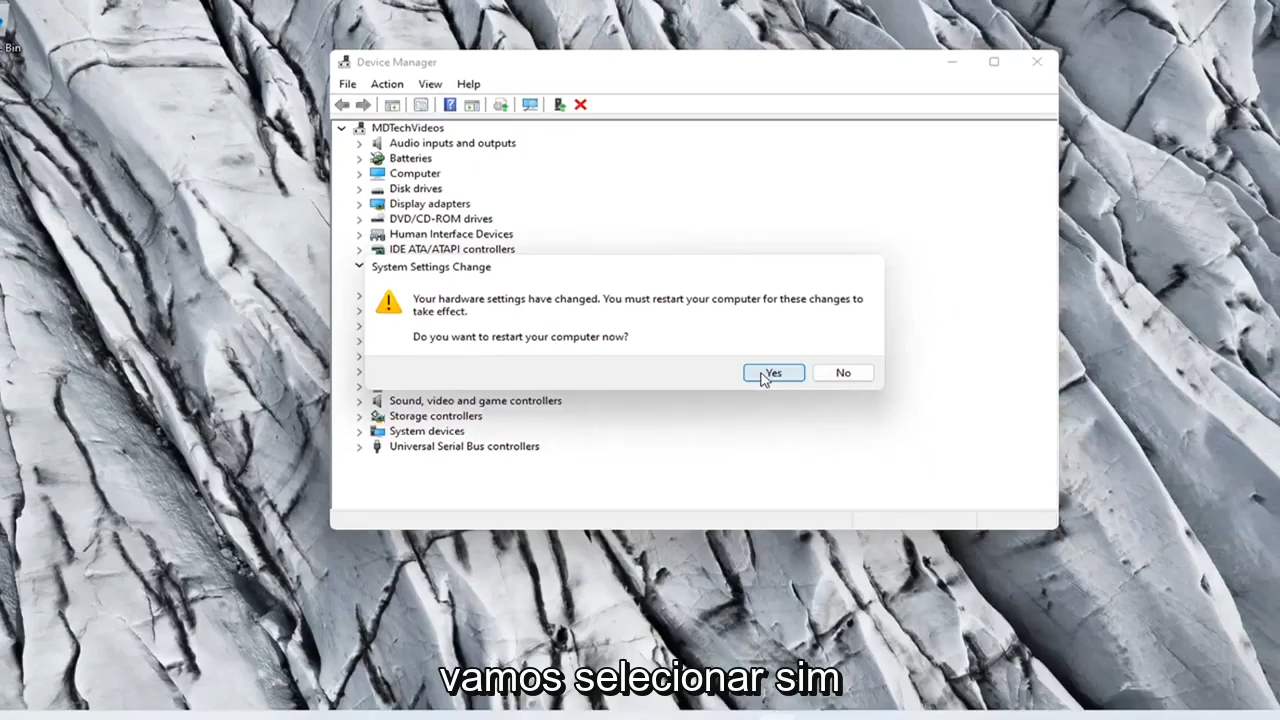 Bin
Device Manager
File Action View Help
MDTechVideos
Audio inputs and outputs
Batteries
Computer
Disk drives
Display adapters
DVD/CD-ROM drives
Human Interface Devices
IDE ATA/ATAPI controllers
System Settings Change
Your hardware settings have changed. You must restart your computer for these changes to
take effect.
Do you want to restart your computer now?
Yes No
Sound, video and game controllers
Storage controllers
System devices
Universal Serial Bus controllers
vamos selecionar sim